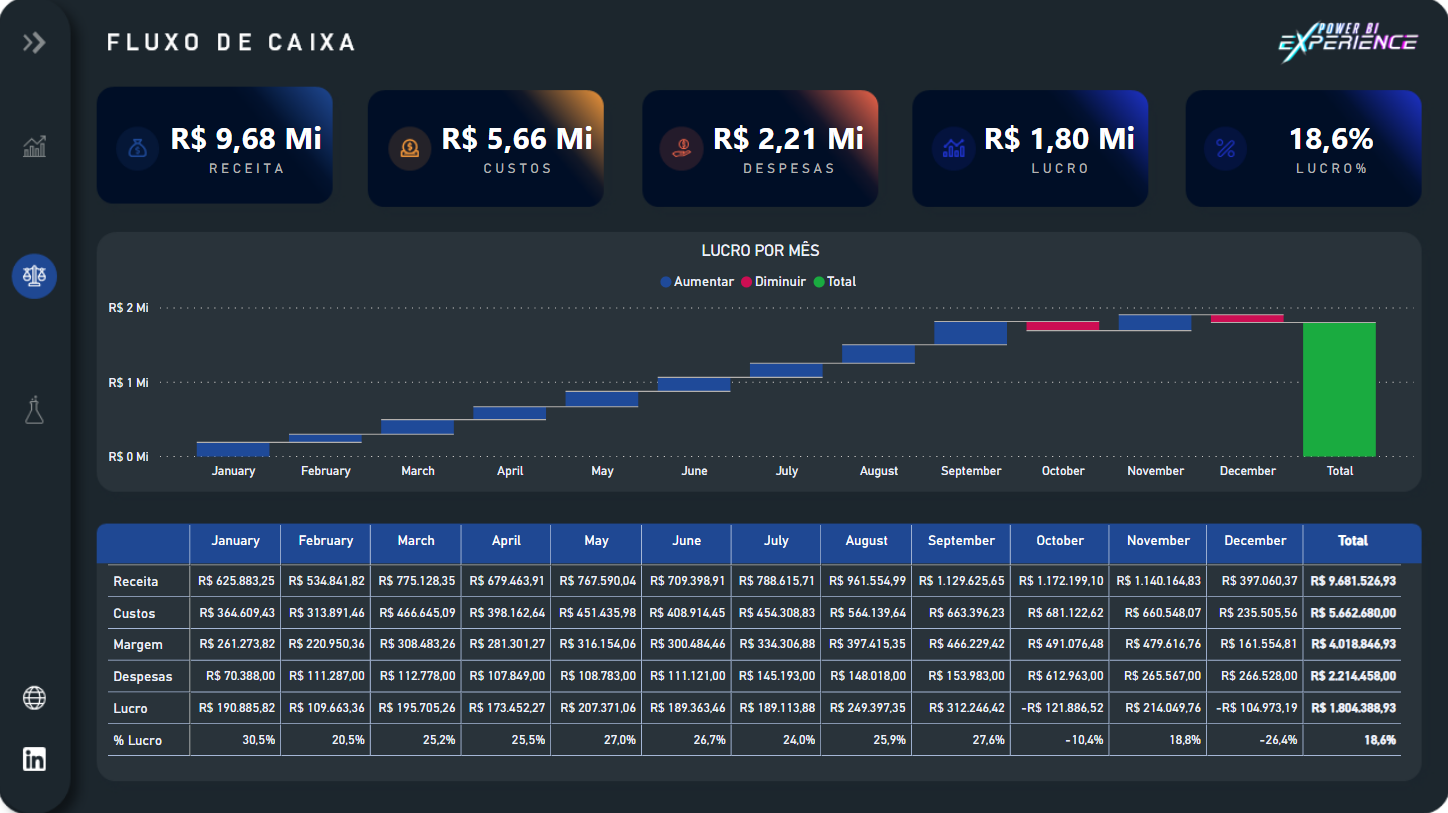 FLUXO DE CAIXA
POWER BI
EXPERIENCE
R$ 9,68 Mi
RECEITA
R$ 5,66 Mi
CUSTOS
R$ 2,21 Mi
DESPESAS
R$ 1,80 Mi
LUCRO
18,6%
LUCRO%
LUCRO POR MÊS
Aumentar Diminuir Total
R$ 2 Mi
R$ 1 Mi
R$ 0 Mi
January February March April May June July August September October November December Total
January February March April May June July August September October November December Total
Receita R$ 625.883,25 R$ 534.841,82 R$ 775.128,35 R$ 679.463,91 R$ 767.590,04 R$ 709.398,91 R$ 788.615,71 R$ 961.554,99 R$ 1.129.625,65 R$ 1.172.199,10 R$ 1.140.164,83 R$ 397.060,37 R$ 9.681.526,93
Custos R$ 364.609,43 R$ 313.891,46 R$ 466.645,09 R$ 398.162,64 R$ 451.435,98 R$ 408.914,45 R$ 454.308,83 R$ 564.139,64 R$ 663.396,23 R$ 681.122,62 R$ 660.548,07 R$ 235.505,56 R$ 5.662.680,00
Margem R$ 261.273,82 R$ 220.950,36 R$ 308.483,26 R$ 281.301,27 R$ 316.154,06 R$ 300.484,46 R$ 334.306,88 R$ 397.415,35 R$ 466.229,42 R$ 491.076,48 R$ 479.616,76 R$ 161.554,81 R$ 4.018.846,93
Despesas R$ 70.388,00 R$ 111.287,00 R$ 112.778,00 R$ 107.849,00 R$ 108.783,00 R$ 111.121,00 R$ 145.193,00 R$ 148.018,00 R$ 153.983,00 R$ 612.963,00 R$ 265.567,00 R$ 266.528,00 R$ 2.214.458,00
Lucro R$ 190.885,82 R$ 109.663,36 R$ 195.705,26 R$ 173.452,27 R$ 207.371,06 R$ 189.363,46 R$ 189.113,88 R$ 249.397,35 R$ 312.246,42 -R$ 121.886,52 R$ 214.049,76 -R$ 104.973,19 R$ 1.804.388,93
% Lucro 30,5% 20,5% 25,2% 25,5% 27,0% 26,7% 24,0% 25,9% 27,6% -10,4% 18,8% -26,4% 18,6%
in